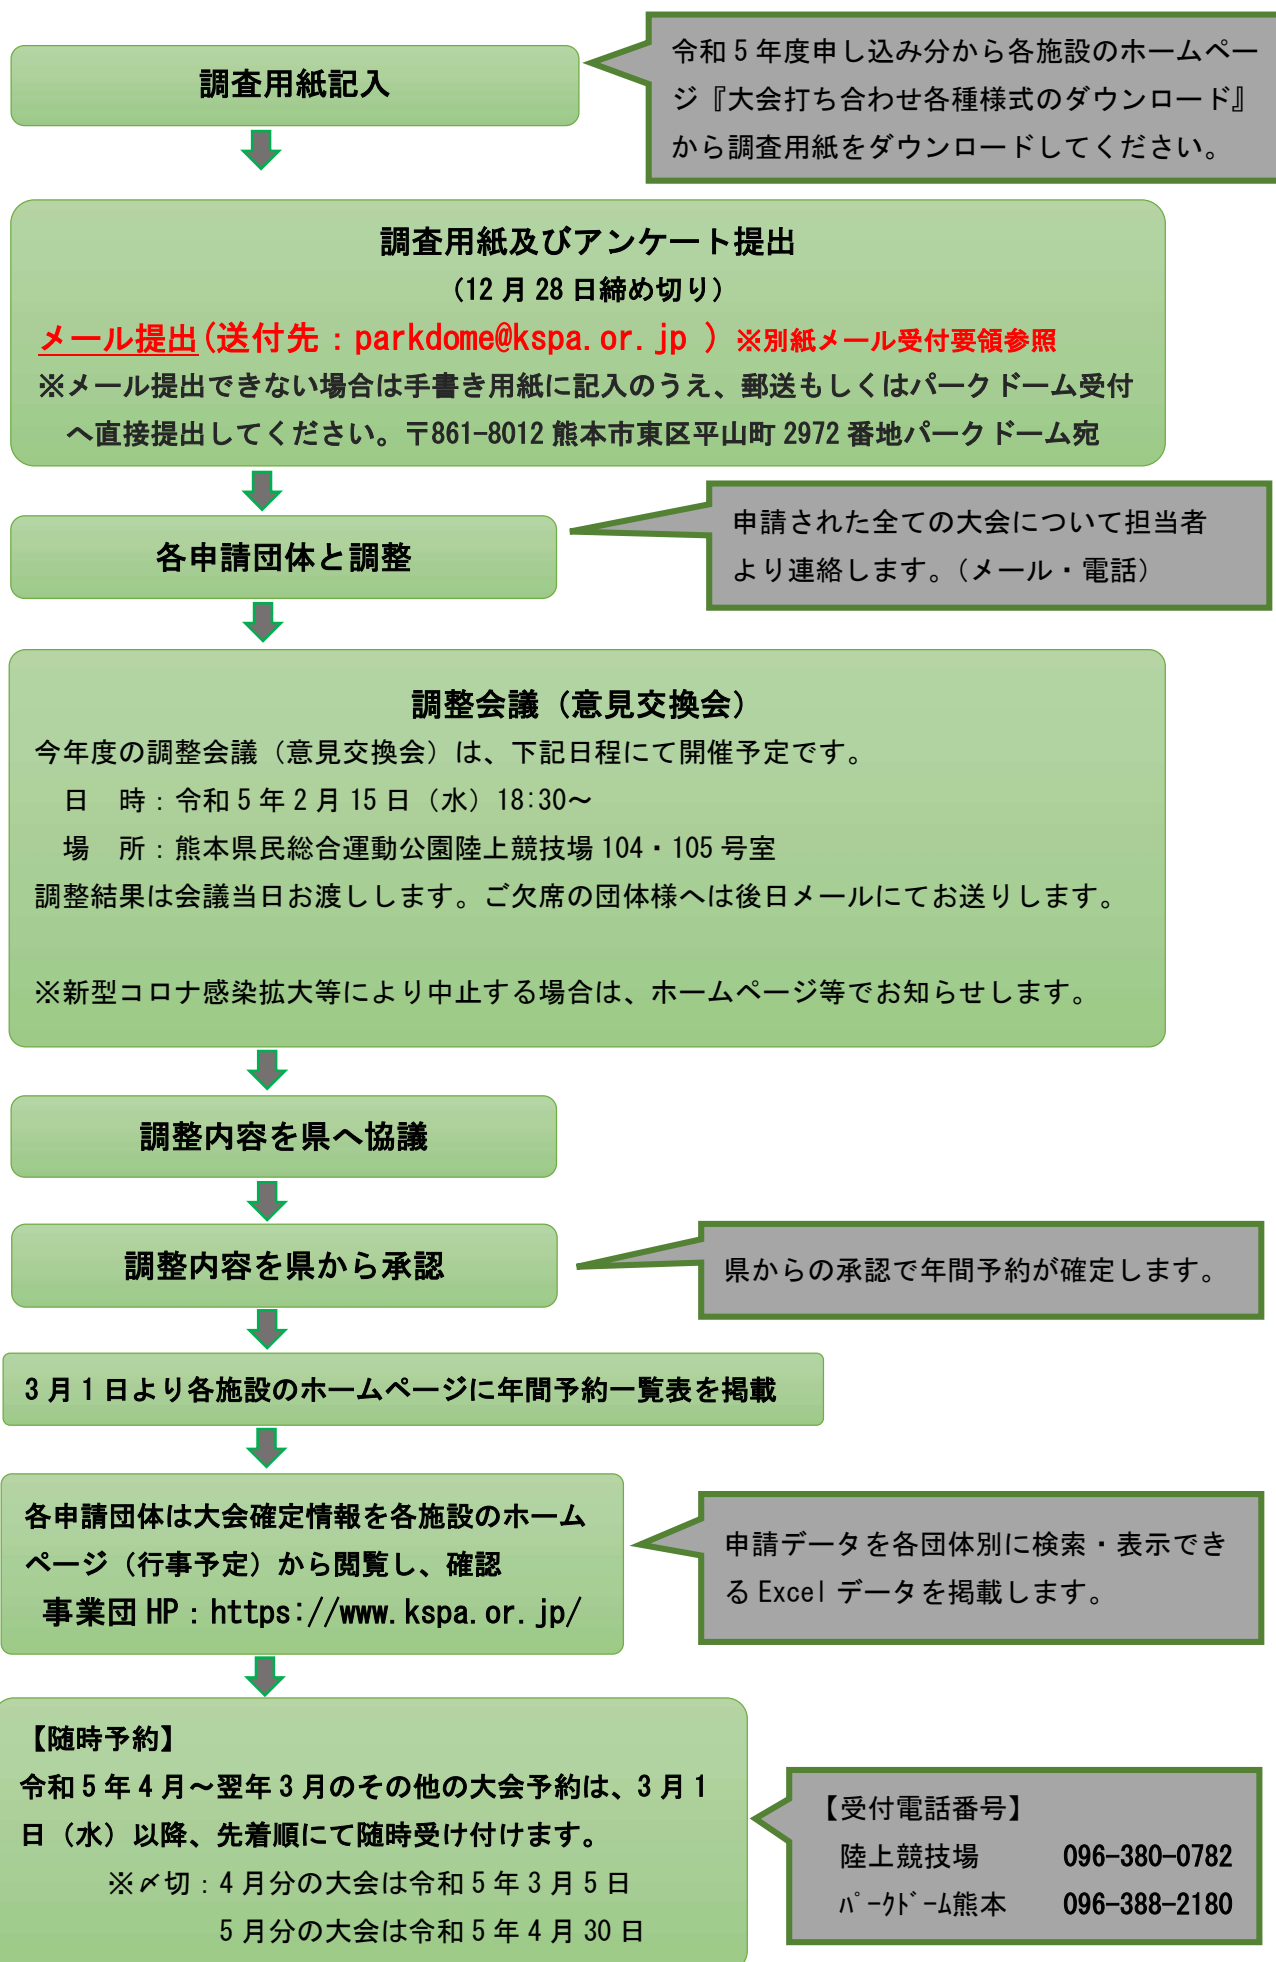 調査用紙記入
令和5年度申し込み分から各施設のホームペー
ジ『大会打ち合わせ各種様式のダウンロード』
から調査用紙をダウンロードしてください。
調査用紙及びアンケート提出
（12月28日締め切り）
メール提出(送付先：parkdome@kspa.or.jp )※別紙メール受付要領参照
※メール提出できない場合は手書き用紙に記入のうえ、郵送もしくはパークドーム受付
へ直接提出してください。〒861-8012熊本市東区平山町2972番地パークドーム宛
各申請団体と調整
申請された全ての大会について担当者
より連絡します。（メール・電話）
調整会議（意見交換会）
今年度の調整会議（意見交換会）は、下記日程にて開催予定です。
日　時：令和5年2月15日（水）18:30～
場　所：熊本県民総合運動公園陸上競技場104・105号室
調整結果は会議当日お渡しします。ご欠席の団体様へは後日メールにてお送りします。
※新型コロナ感染拡大等により中止する場合は、ホームページ等でお知らせします。
調整内容を県へ協議
調整内容を県から承認
県からの承認で年間予約が確定します。
3月1日より各施設のホームページに年間予約一覧表を掲載
各申請団体は大会確定情報を各施設のホーム
ページ（行事予定）から閲覧し、確認
事業団HP：https://www.kspa.or.jp/
申請データを各団体別に検索・表示でき
るExcelデータを掲載します。
【随時予約】
令和5年4月～翌年3月のその他の大会予約は、3月1
日（水）以降、先着順にて随時受け付けます。
※〆切：4月分の大会は令和5年3月5日
5月分の大会は令和5年4月30日
【受付電話番号】
陸上競技場　096-380-0782
ﾊﾟｰｸﾄﾞｰﾑ熊本　096-388-2180